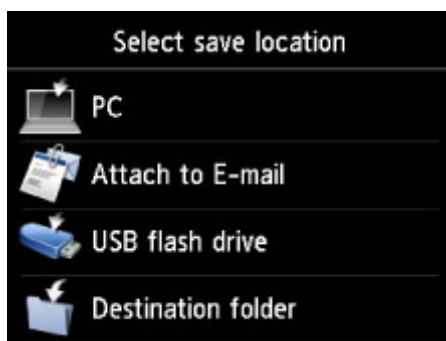 Select save location
PC
Attach to E-mail
USB flash drive
Destination folder